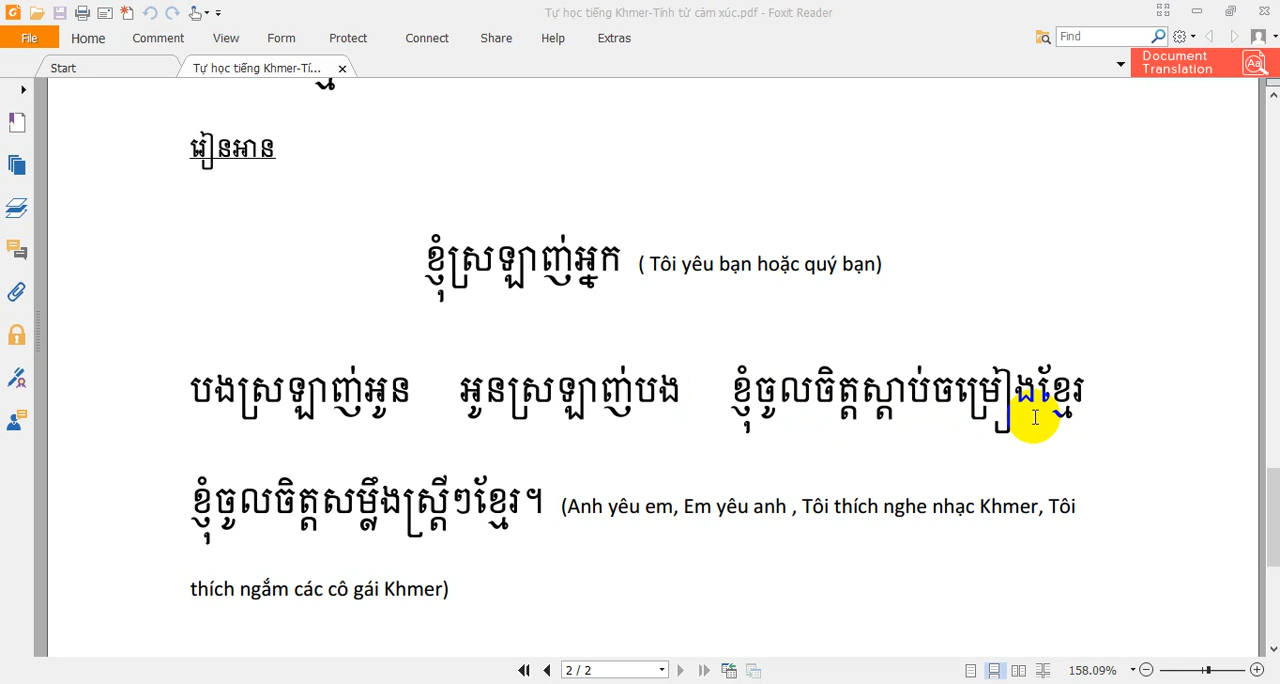 Tự học tiếng Khmer-Tính từ cảm xúc.pdf - Foxit Reader
File Home Comment View Form Protect Connect Share Help Extras Find
Start Tự học tiếng Khmer-Tí... Document Translation
រៀនអាន
ខ្ញុំស្រឡាញ់អ្នក ( Tôi yêu bạn hoặc quý bạn)
បងស្រឡាញ់អូន អូនស្រឡាញ់បង ខ្ញុំចូលចិត្តស្តាប់ចម្រៀងខ្មែរ
ខ្ញុំចូលចិត្តសម្លឹងស្ត្រីៗខ្មែរ។ (Anh yêu em, Em yêu anh , Tôi thích nghe nhạc Khmer, Tôi
thích ngắm các cô gái Khmer)
2 / 2 158.09%